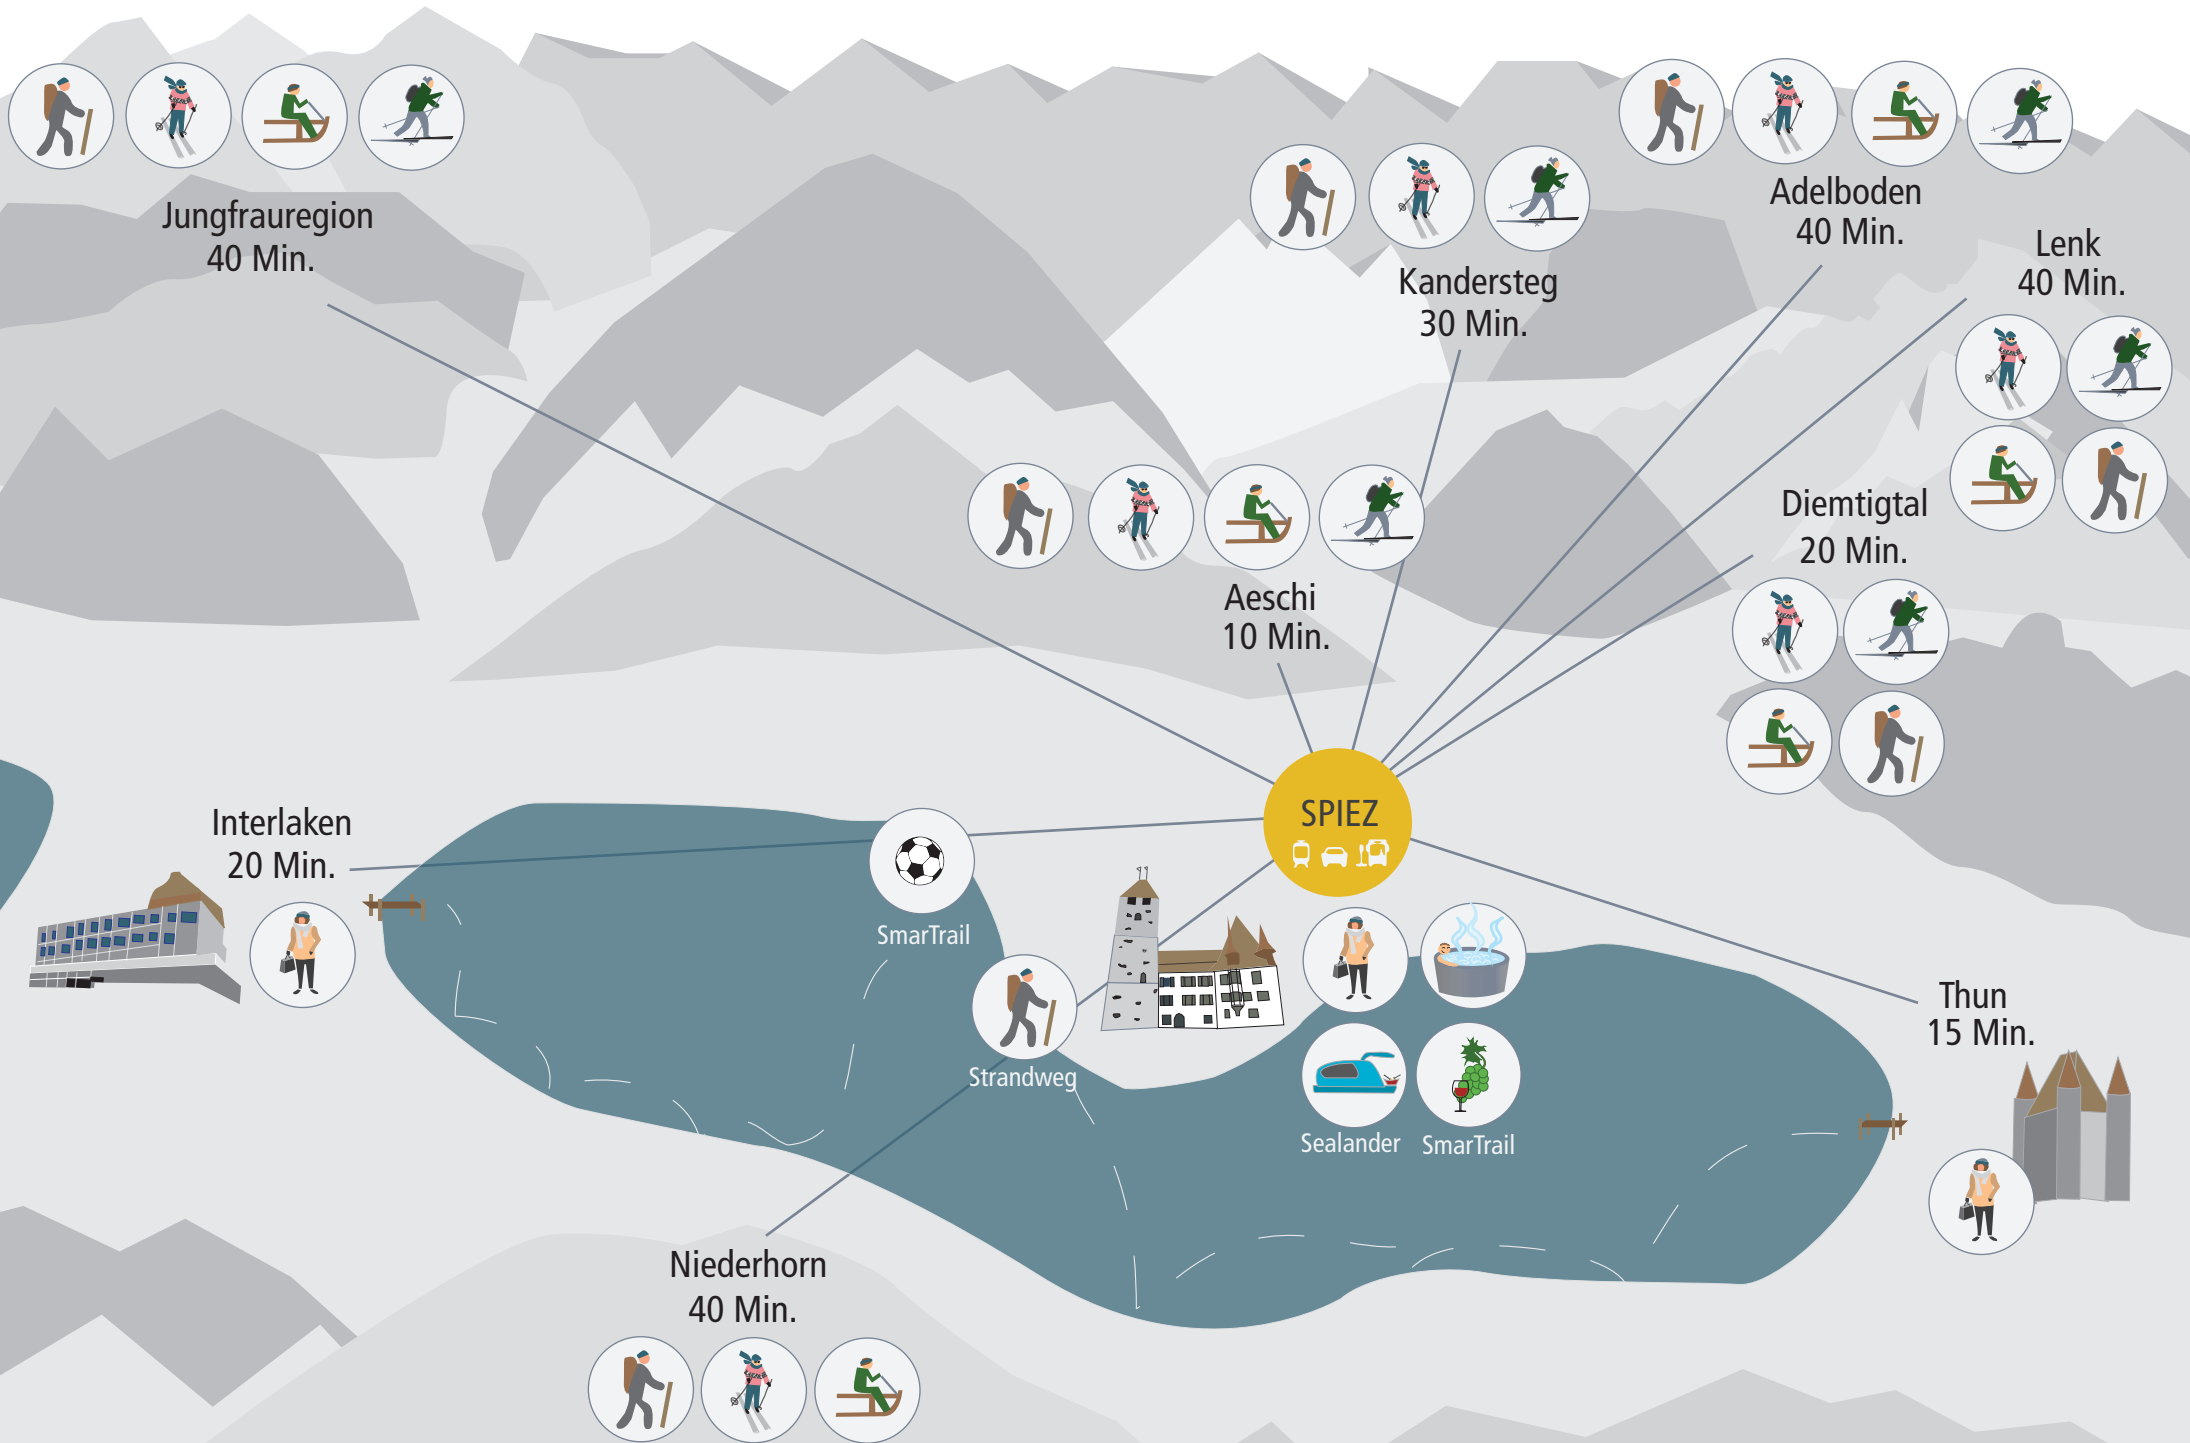 Jungfrauregion
40 Min.
Kandersteg
30 Min.
Adelboden
40 Min.
Lenk
40 Min.
Diemtigtal
20 Min.
Aeschi
10 Min.
SPIEZ
Interlaken
20 Min.
SmarTrail
Strandweg
Sealander
SmarTrail
Thun
15 Min.
Niederhorn
40 Min.